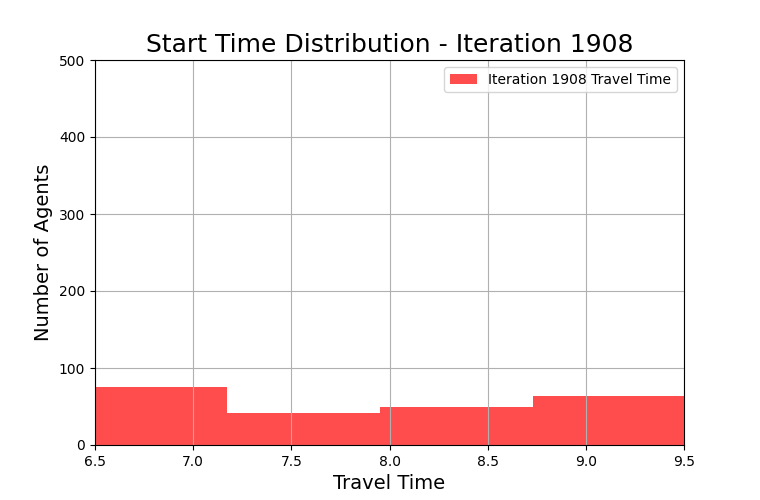 Start Time Distribution - Iteration 1908
Iteration 1908 Travel Time
Number of Agents
500
400
300
200
100
0
6.5 7.0 7.5 8.0 8.5 9.0 9.5
Travel Time